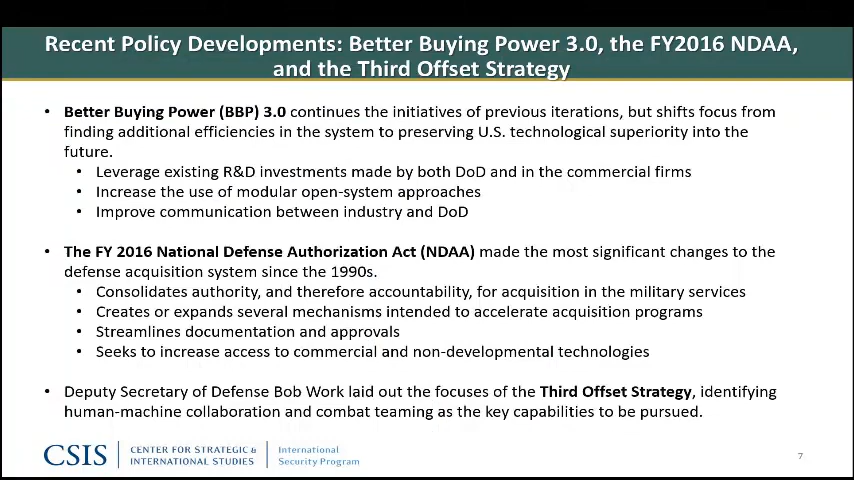 Recent Policy Developments: Better Buying Power 3.0, the FY2016 NDAA,
and the Third Offset Strategy
• Better Buying Power (BBP) 3.0 continues the initiatives of previous iterations, but shifts focus from
finding additional efficiencies in the system to preserving U.S. technological superiority into the
future.
• Leverage existing R&D investments made by both DoD and in the commercial firms
• Increase the use of modular open-system approaches
• Improve communication between industry and DoD
• The FY 2016 National Defense Authorization Act (NDAA) made the most significant changes to the
defense acquisition system since the 1990s.
• Consolidates authority, and therefore accountability, for acquisition in the military services
• Creates or expands several mechanisms intended to accelerate acquisition programs
• Streamlines documentation and approvals
• Seeks to increase access to commercial and non-developmental technologies
• Deputy Secretary of Defense Bob Work laid out the focuses of the Third Offset Strategy, identifying
human-machine collaboration and combat teaming as the key capabilities to be pursued.
CSIS
CENTER FOR STRATEGIC &
INTERNATIONAL STUDIES
International
Security Program
7